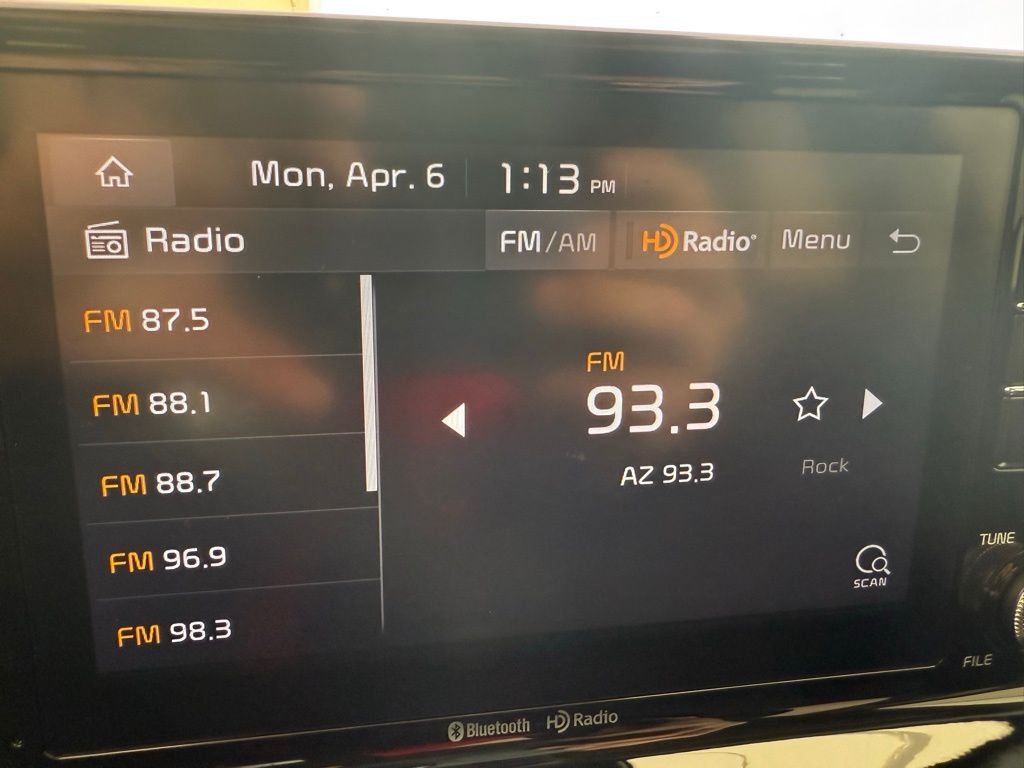 Mon, Apr. 6 1:13 PM
Radio FM/AM HD Radio® Menu
FM 87.5
FM 88.1
FM 88.7
FM 96.9
FM 98.3
FM
93.3
AZ 93.3
Rock
SCAN
TUNE
FILE
Bluetooth HD Radio